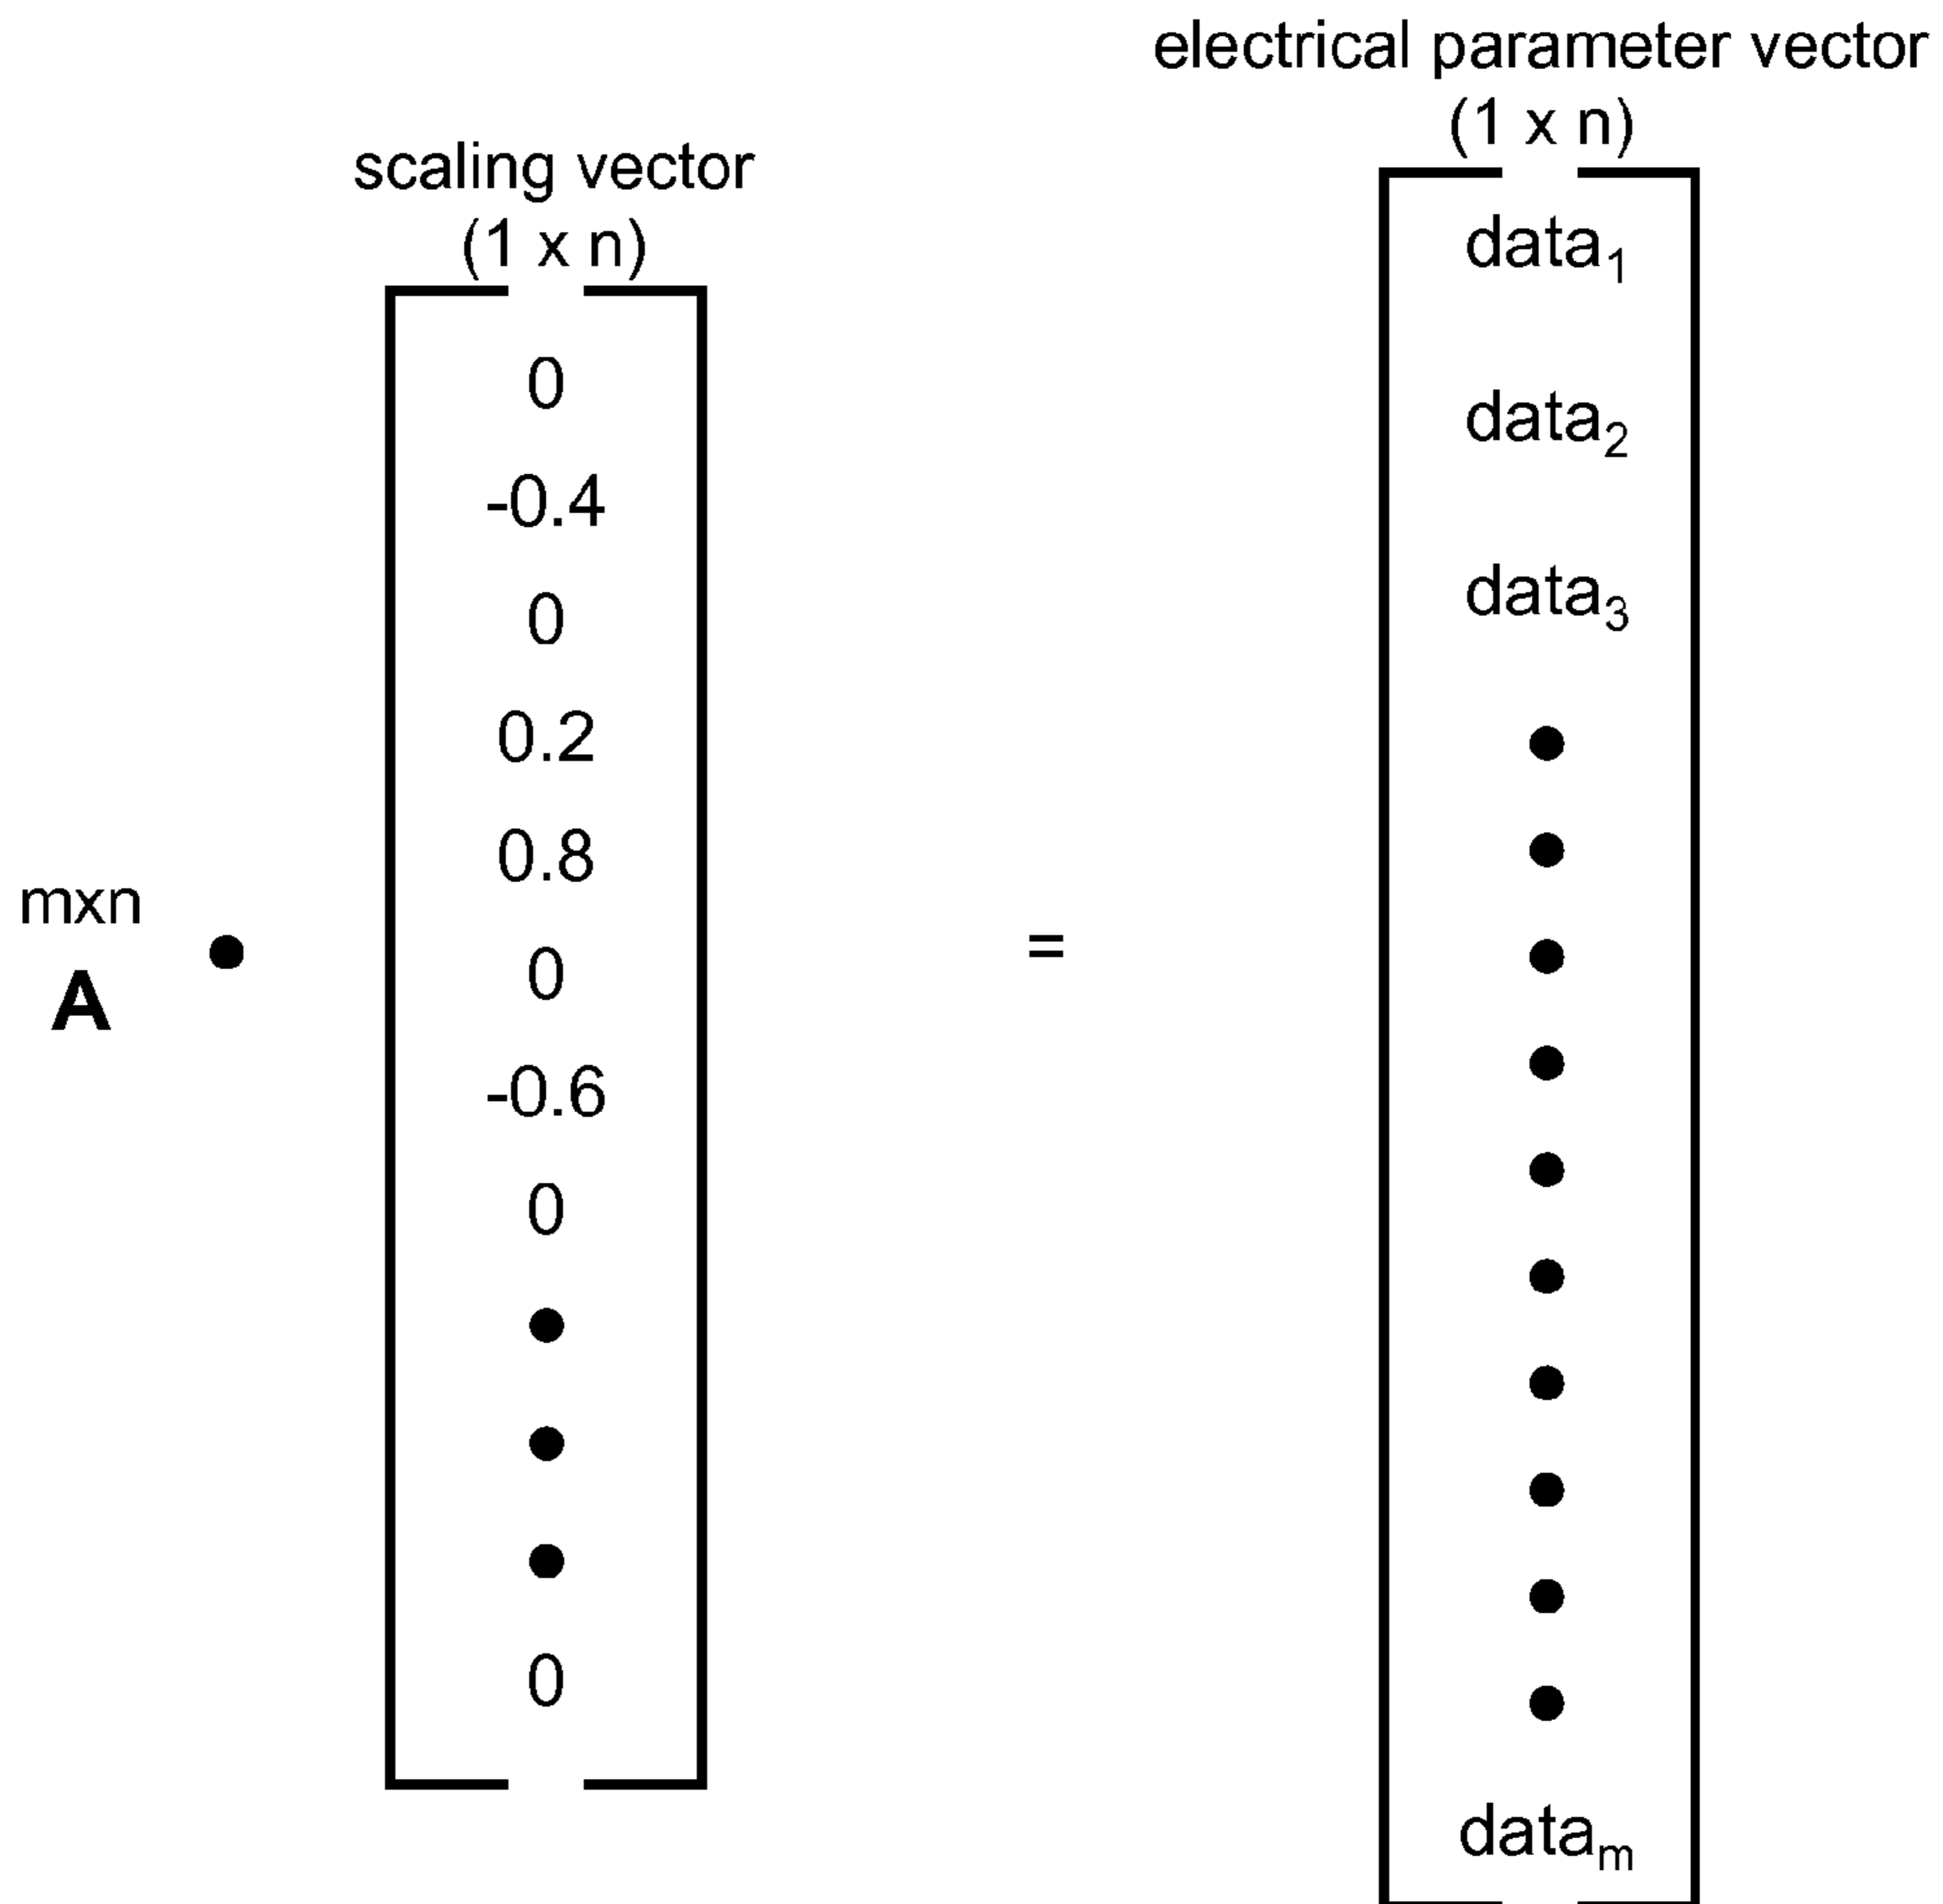 mxn
A
•
scaling vector
(1 x n)
0
-0.4
0
0.2
0.8
0
-0.6
0
•
•
•
0
=
electrical parameter vector
(1 x n)
data₁
data₂
data₃
•
•
•
•
•
•
•
•
•
•
dataₘ